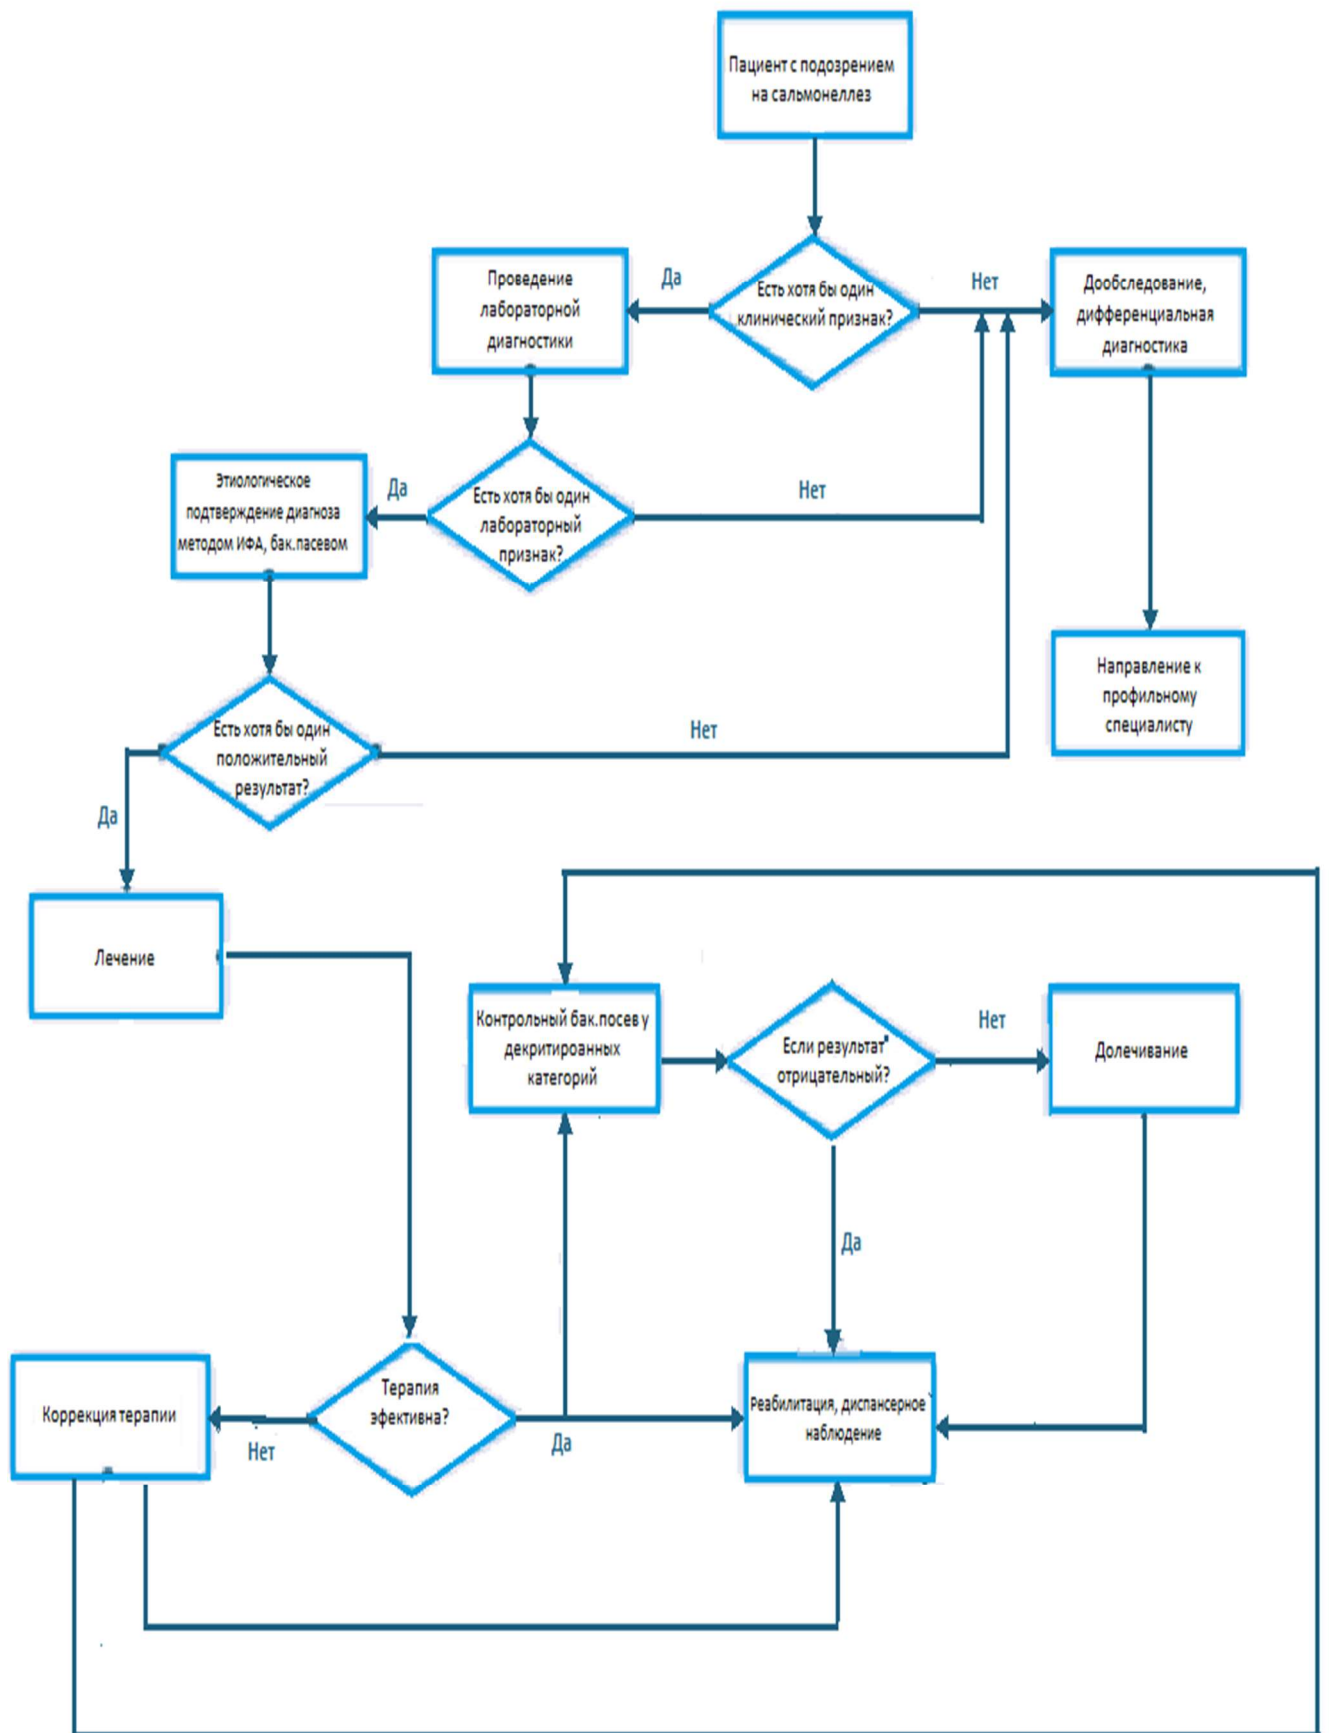 Пациент с подозрением
на сальмонеллез
Проведение
лабораторной
диагностики
Да
Есть хотя бы один
клинический признак?
Нет
Дообследование,
дифференциальная
диагностика
Этиологическое
подтверждение диагноза
методом ИФА, бак.пасевом
Да
Есть хотя бы один
лабораторный
признак?
Нет
Направление к
профильному
специалисту
Есть хотя бы один
положительный
результат?
Нет
Да
Лечение
Контрольный бак.посев у
декритироанных
категорий
Если результат
отрицательный?
Нет
Долечивание
Да
Коррекция терапии
Нет
Терапия
эфективна?
Да
Реабилитация, диспансерное
наблюдение